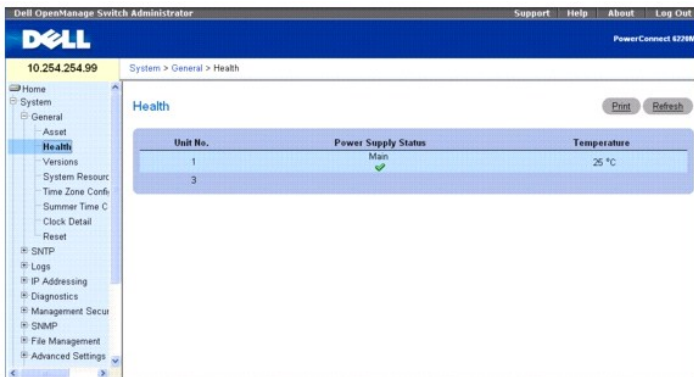 Dell OpenManage Switch Administrator
Support Help About Log Out
DELL
PowerConnect 6220M
10.254.254.99
System > General > Health
Home
System
General
Asset
Health
Versions
System Resourc
Time Zone Confi
Summer Time C
Clock Detail
Reset
SNTP
Logs
IP Addressing
Diagnostics
Management Secur
SNMP
File Management
Advanced Settings
Health
Print Refresh
Unit No. Power Supply Status Temperature
1 Main 25 °C
3